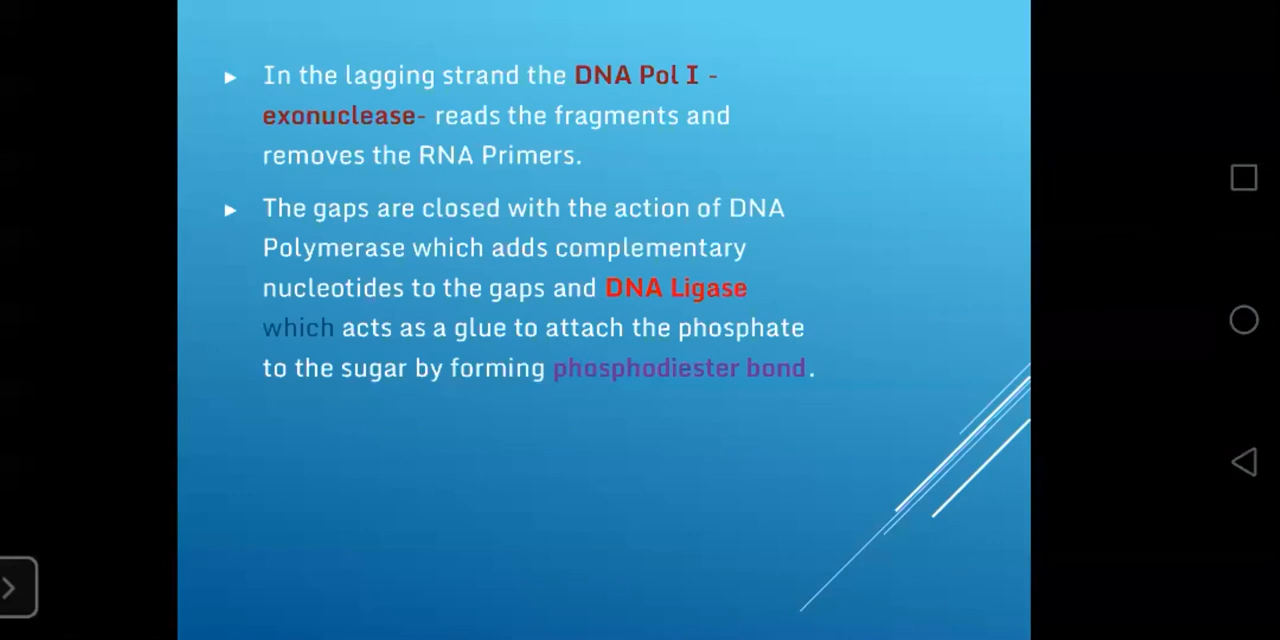 In the lagging strand the DNA Pol I -
exonuclease- reads the fragments and
removes the RNA Primers.
The gaps are closed with the action of DNA
Polymerase which adds complementary
nucleotides to the gaps and DNA Ligase
which acts as a glue to attach the phosphate
to the sugar by forming phosphodiester bond.